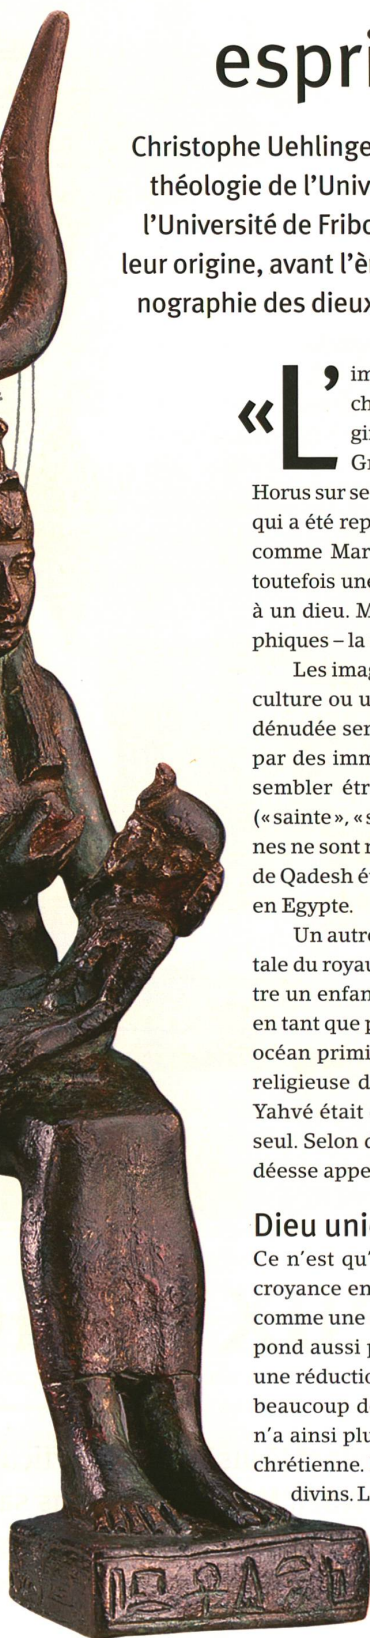 espri
Christophe Uehlinge
théologie de l'Univ
l'Université de Fribo
leur origine, avant l'è
nographie des dieux
«L'im
ch
gi
Gr
Horus sur se
qui a été rep
comme Mar
toutefois une
à un dieu. M
phiques – la
Les imag
culture ou u
dénudée ser
par des imm
sembler êtr
(«sainte», «s
nes ne sont r
de Qadesh ét
en Egypte.
Un autre
tale du royau
tre un enfan
en tant que p
océan primi
religieuse d
Yahvé était
seul. Selon d
déesse appe
Dieu uni
Ce n'est qu'
croyance en
comme une
pond aussi p
une réductio
beaucoup d
n'a ainsi plu
chrétienne.
divins. L